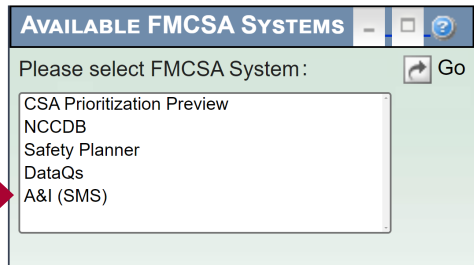 AVAILABLE FMCSA SYSTEMS
Please select FMCSA System:
Go
CSA Prioritization Preview
NCCDB
Safety Planner
DataQs
A&I (SMS)